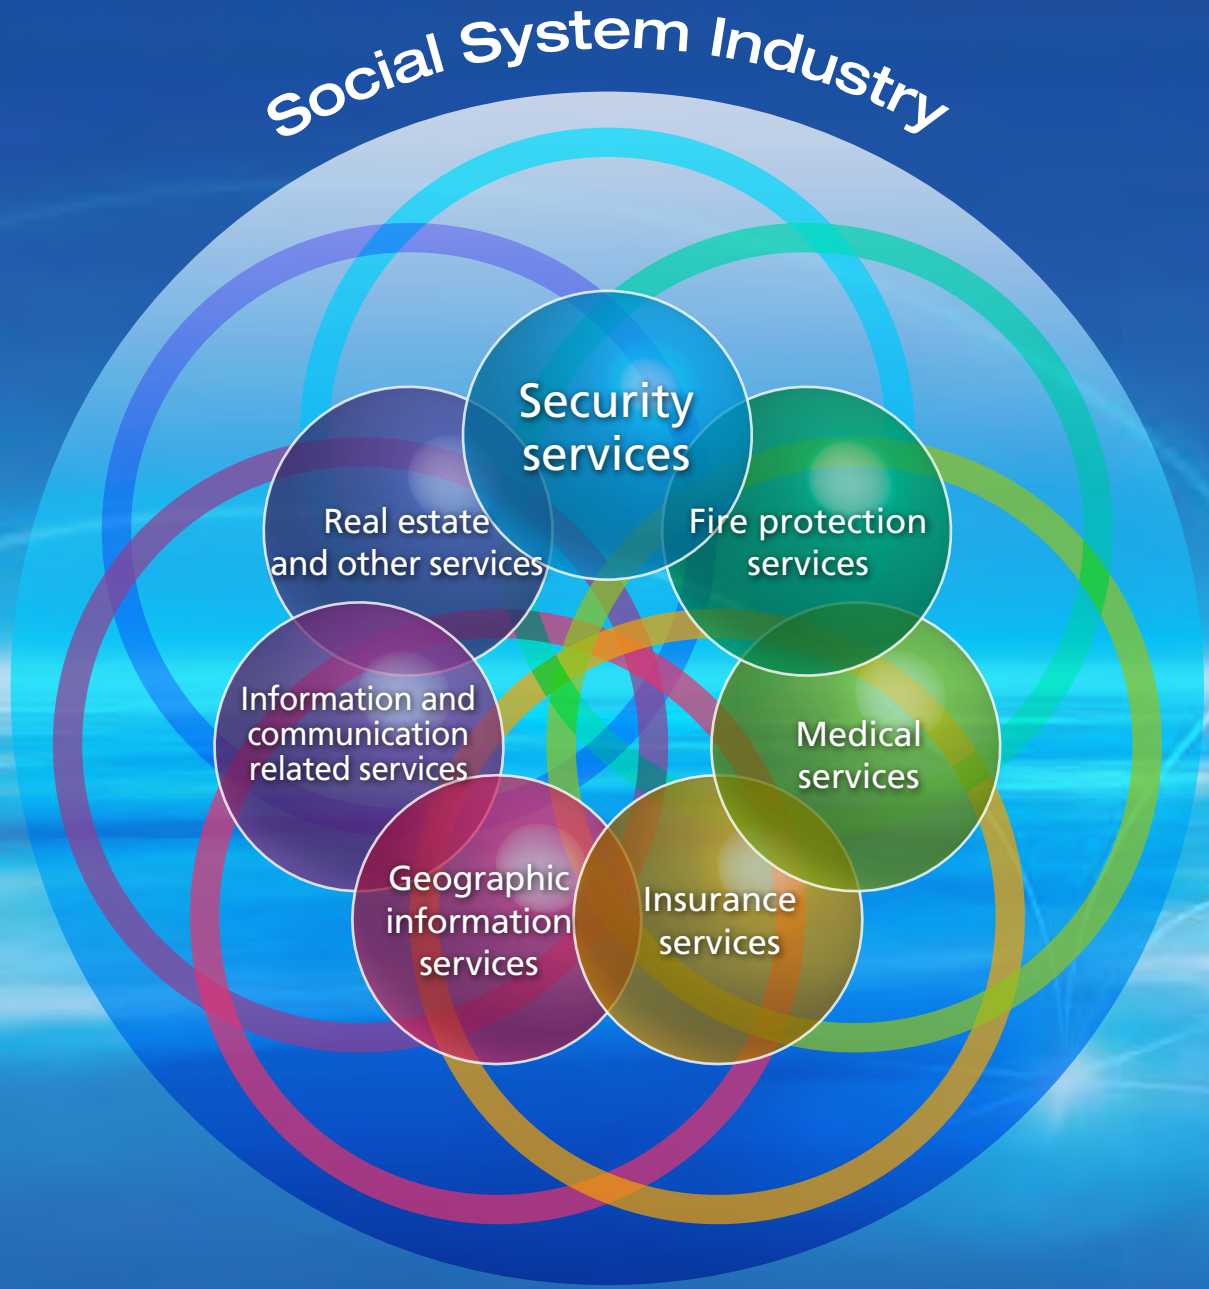 Social System Industry
Security
services
Real estate
and other services
Fire protection
services
Information and
communication
related services
Medical
services
Geographic
information
services
Insurance
services